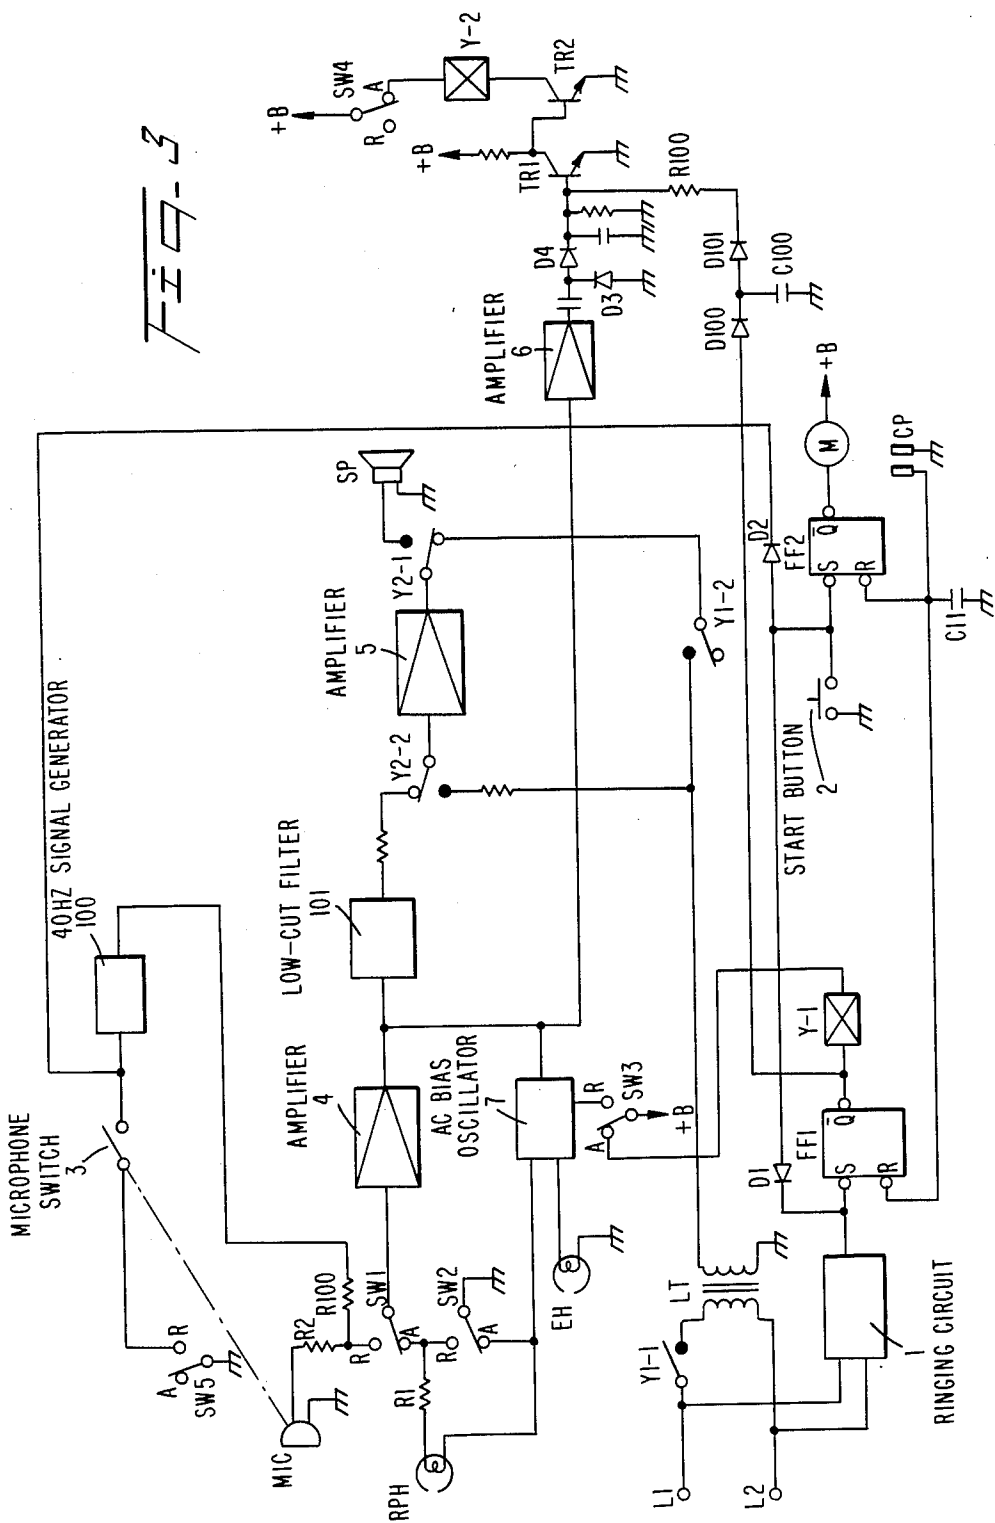 Fig-3
MICROPHONE
SWITCH
3
40HZ SIGNAL GENERATOR
100
A
R
SW5
MIC
R2
R100
R
SW1
A
R1
RPH
R
SW2
A
AMPLIFIER
4
LOW-CUT FILTER
101
Y2-2
AMPLIFIER
5
Y2-1
SP
AC BIAS
OSCILLATOR
7
EH
A
R
SW3
+B
AMPLIFIER
6
D3
D4
TR1
+B
R
SW4
A
+B
Y-2
TR2
R100
D101
C100
D100
L1
L2
Y1-1
LT
Y1-2
1
RINGING CIRCUIT
D1
FF1
S
R
Q
Y-1
START BUTTON
2
D2
FF2
S
R
Q
M
+B
CP
C11